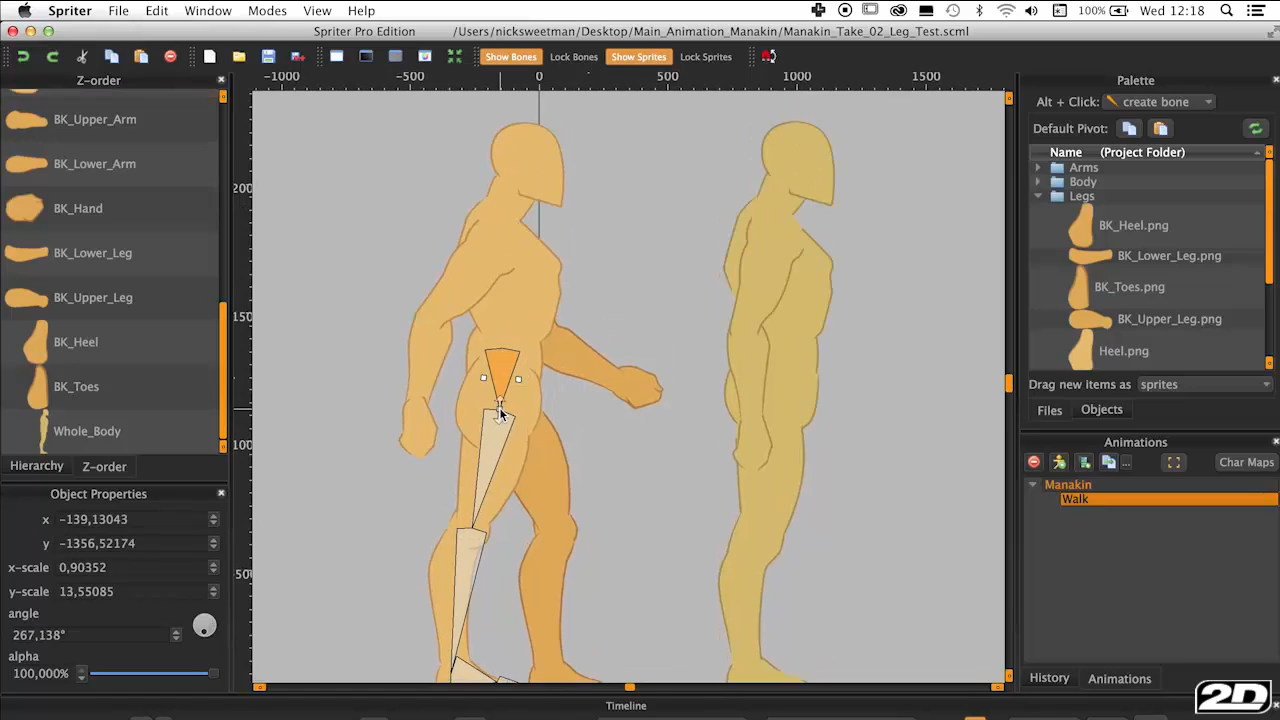 Spriter File Edit Window Modes View Help 100% Wed 12:18
Spriter Pro Edition /Users/nicksweetman/Desktop/Main_Animation_Manakin/Manakin_Take_02_Leg_Test.scml
Show Bones Lock Bones Show Sprites Lock Sprites
Z-order
BK_Upper_Arm
BK_Lower_Arm
BK_Hand
BK_Lower_Leg
BK_Upper_Leg
BK_Heel
BK_Toes
Whole_Body
Hierarchy Z-order
Object Properties
x -139,13043
y -1356,52174
x-scale 0,90352
y-scale 13,55085
angle
267,138°
alpha
100,000%
-1000 -500 0 500 1000 1500
200
150
100
50
Palette
Alt + Click: create bone
Default Pivot:
Name (Project Folder)
Arms
Body
Legs
BK_Heel.png
BK_Lower_Leg.png
BK_Toes.png
BK_Upper_Leg.png
Heel.png
Drag new items as sprites
Files Objects
Animations
... Char Maps
Manakin
Walk
History Animations
Timeline
2D